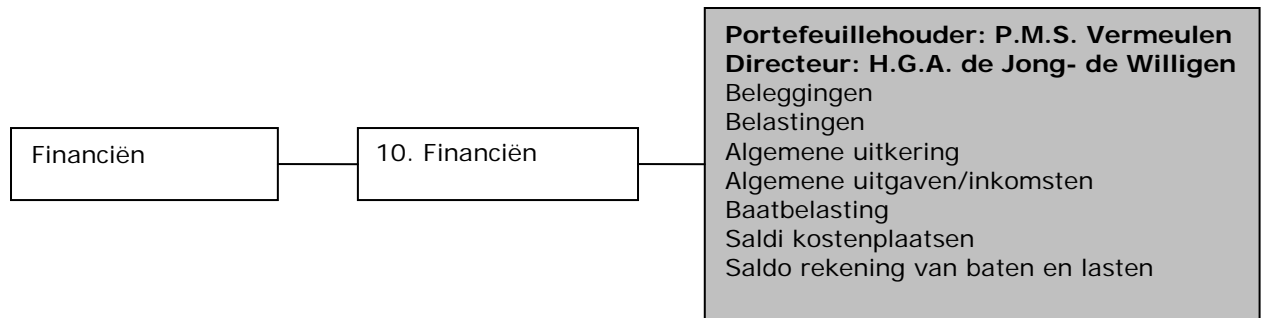 Financiën
10. Financiën
Portefeuillehouder: P.M.S. Vermeulen
Directeur: H.G.A. de Jong- de Willigen
Beleggingen
Belastingen
Algemene uitkering
Algemene uitgaven/inkomsten
Baatbelasting
Saldi kostenplaatsen
Saldo rekening van baten en lasten